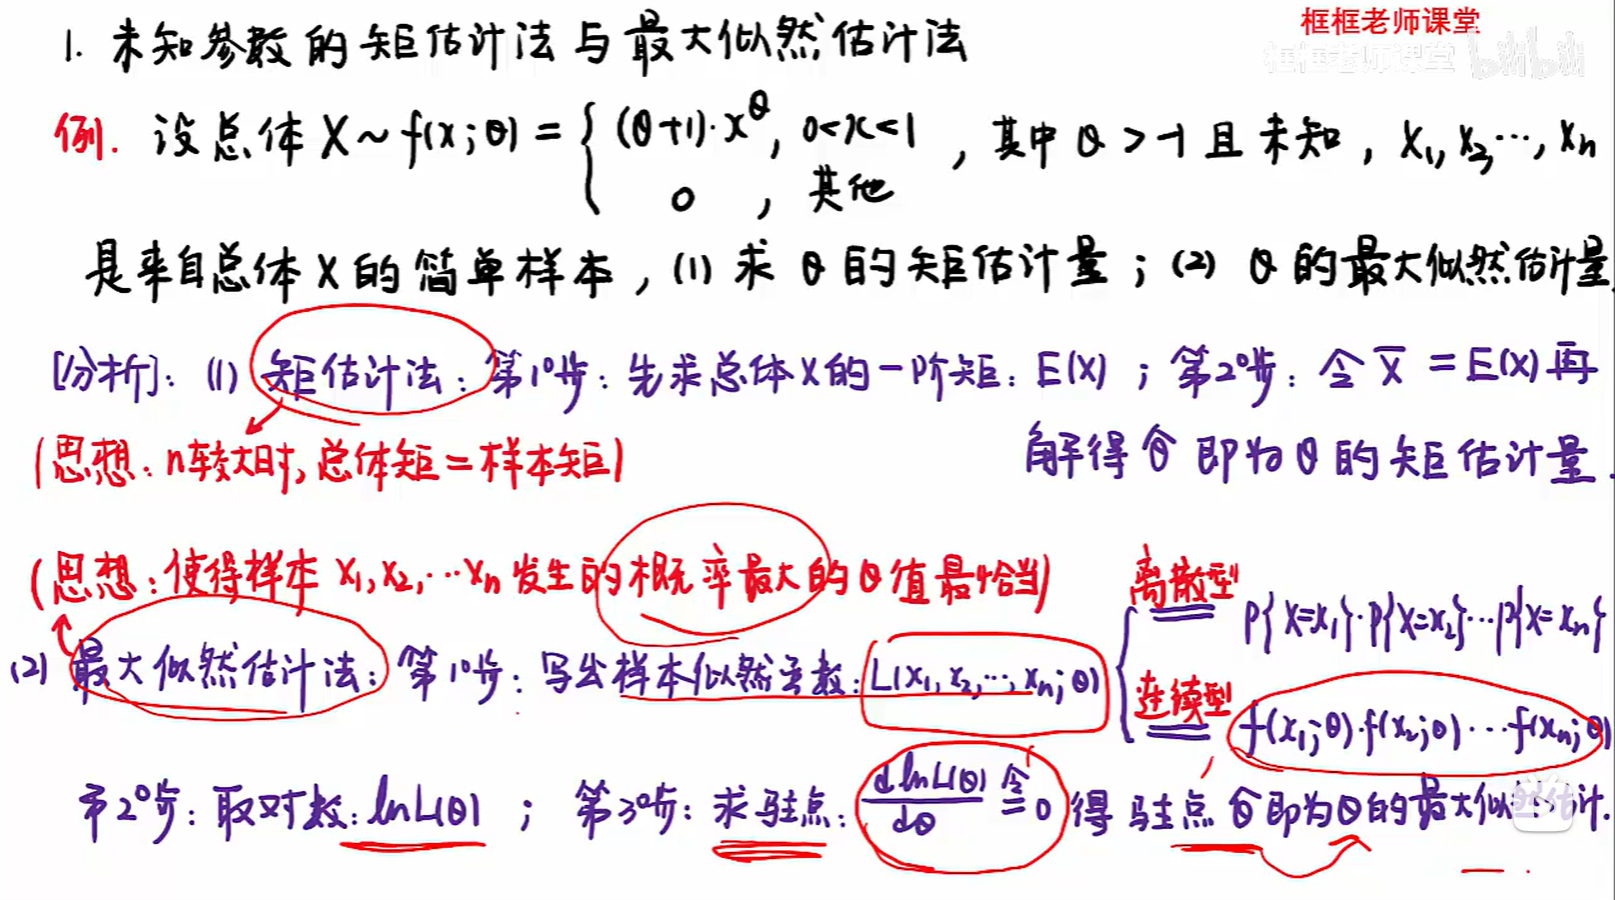 框框老师课堂
框框老师课堂 bilibili
1. 未知参数的矩估计法与最大似然估计法
例. 设总体 X~f(x;θ) = { (θ+1)·x^θ, 0<x<1 , 其中 θ>-1 且未知, X₁,X₂,…,Xn
0 , 其他
是来自总体 X 的简单样本, (1) 求 θ 的矩估计量; (2) θ 的最大似然估计量.
[分析]: (1) 矩估计法: 第1°步: 先求总体X的一阶矩: E(X) ; 第2°步: 令 X̄ = E(X) 再
(思想: n较大时, 总体矩=样本矩) 解得 θ̂ 即为 θ 的矩估计量.
(思想: 使得样本 X₁,X₂,…Xn 发生的概率最大的 θ 值最恰当)
离散型 P{X=x₁}·P{X=x₂}…P{X=xn}
(2) 最大似然估计法: 第1°步: 写出样本似然函数: L(x₁,x₂,…,xn;θ)
连续型 f(x₁;θ)·f(x₂;θ)…f(xn;θ)
第2°步: 取对数: lnL(θ) ; 第3°步: 求驻点: dlnL(θ)/dθ 令= 0 得驻点 θ̂ 即为 θ 的最大似然估计.